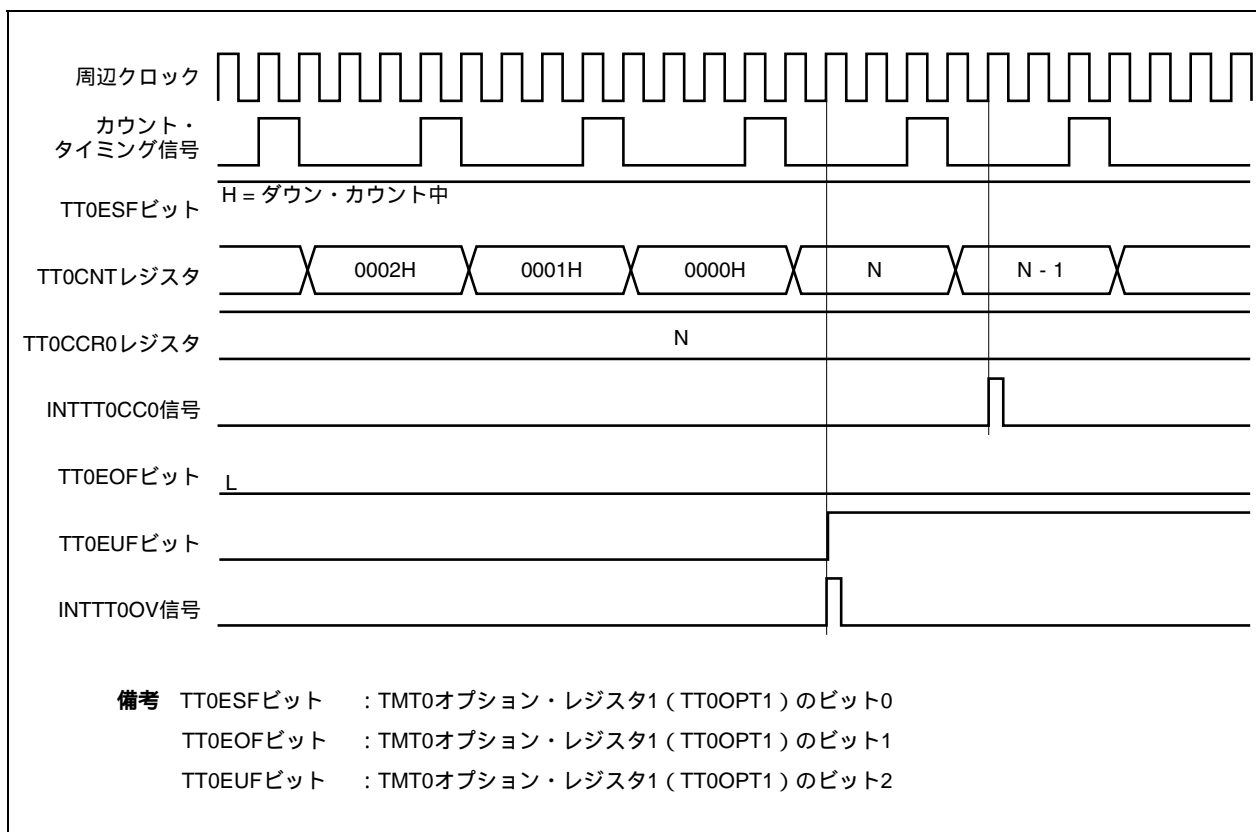 周辺クロック
カウント・
タイミング信号
H = ダウン・カウント中
TT0ESFビット
TT0CNTレジスタ
0002H
0001H
0000H
N
N - 1
TT0CCR0レジスタ
N
INTTT0CC0信号
TT0EOFビット
L
TT0EUFビット
INTTT0OV信号
備考 TT0ESFビット ：TMT0オプション・レジスタ1（TT0OPT1）のビット0
TT0EOFビット ：TMT0オプション・レジスタ1（TT0OPT1）のビット1
TT0EUFビット ：TMT0オプション・レジスタ1（TT0OPT1）のビット2